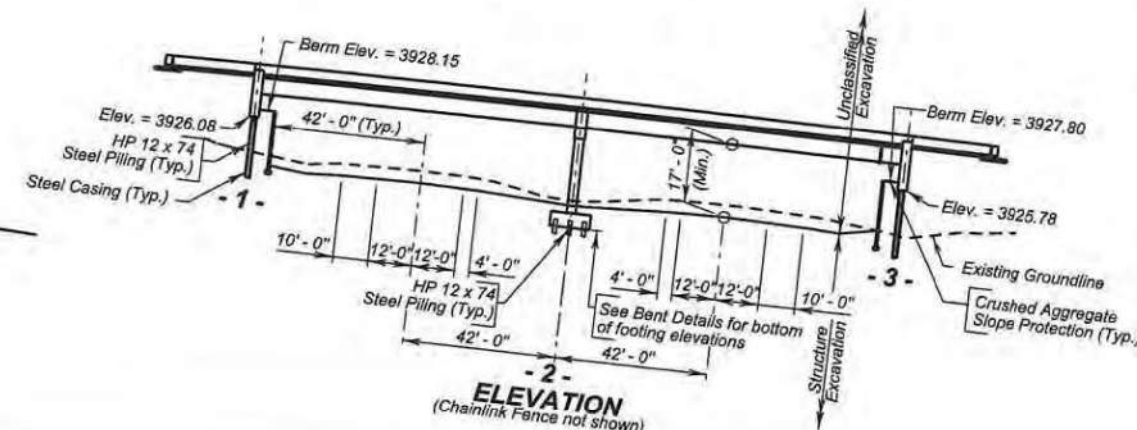 Berm Elev. = 3928.15
Unclassified
Excavation
Berm Elev. = 3927.80
Elev. = 3926.08
42' - 0" (Typ.)
HP 12 x 74
Steel Piling (Typ.)
17' - 0"
(Min.)
Steel Casing (Typ.)
- 1 -
Elev. = 3925.78
10' - 0"
12'-0"
12'-0"
4' - 0"
- 3 -
Existing Groundline
HP 12 x 74
Steel Piling (Typ.)
4' - 0"
12'-0"
12'-0"
10' - 0"
Crushed Aggregate
Slope Protection (Typ.)
See Bent Details for bottom
of footing elevations
42' - 0"
42' - 0"
Structure
Excavation
- 2 -
ELEVATION
(Chainlink Fence not shown)